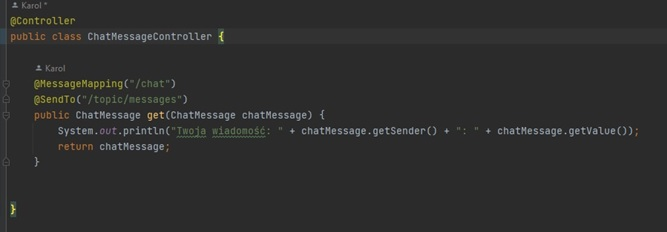 Karol *
@Controller
public class ChatMessageController {
Karol
@MessageMapping("/chat")
@SendTo("/topic/messages")
public ChatMessage get(ChatMessage chatMessage) {
System.out.println("Twoja wiadomość: " + chatMessage.getSender() + ": " + chatMessage.getValue());
return chatMessage;
}
}